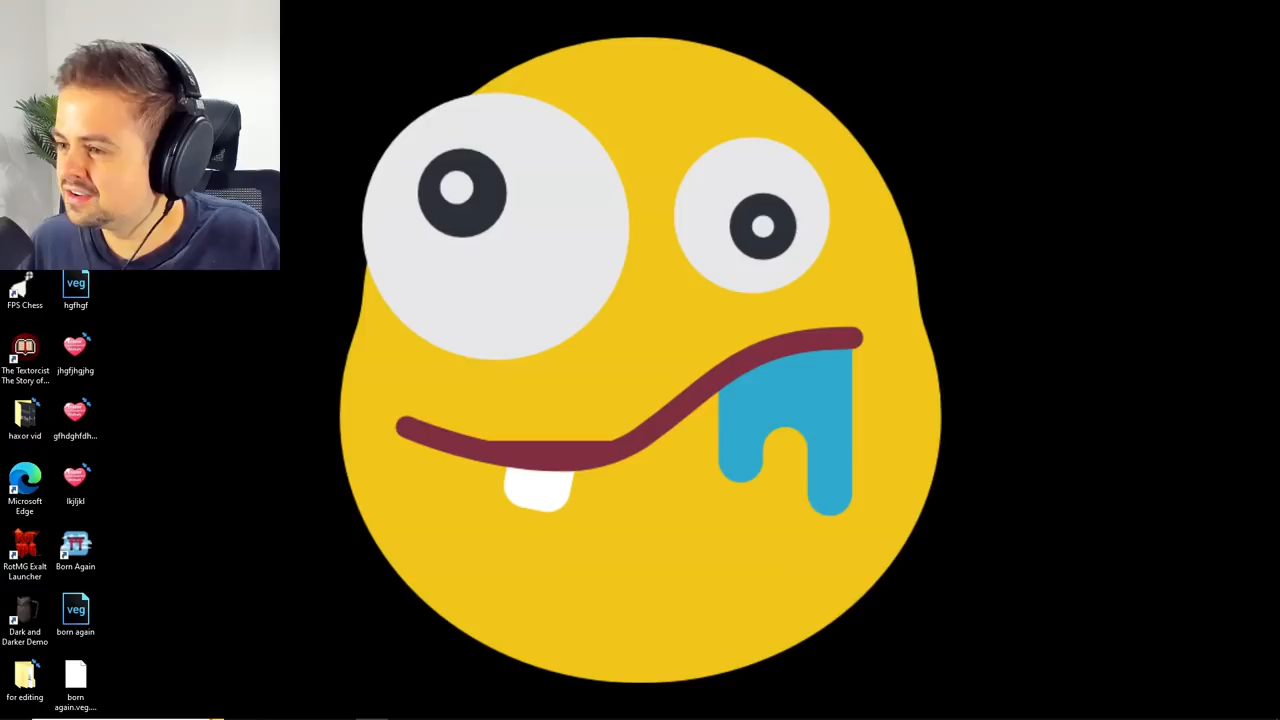 FPS Chess
hgfhgf
The Textorcist
The Story of...
jhgfjhgjhg
haxor vid
gfhdghfdh...
Microsoft
Edge
lkjljkl
RotMG Exalt
Launcher
Born Again
Dark and
Darker Demo
veg
born again
for editing
born
again.veg....
veg